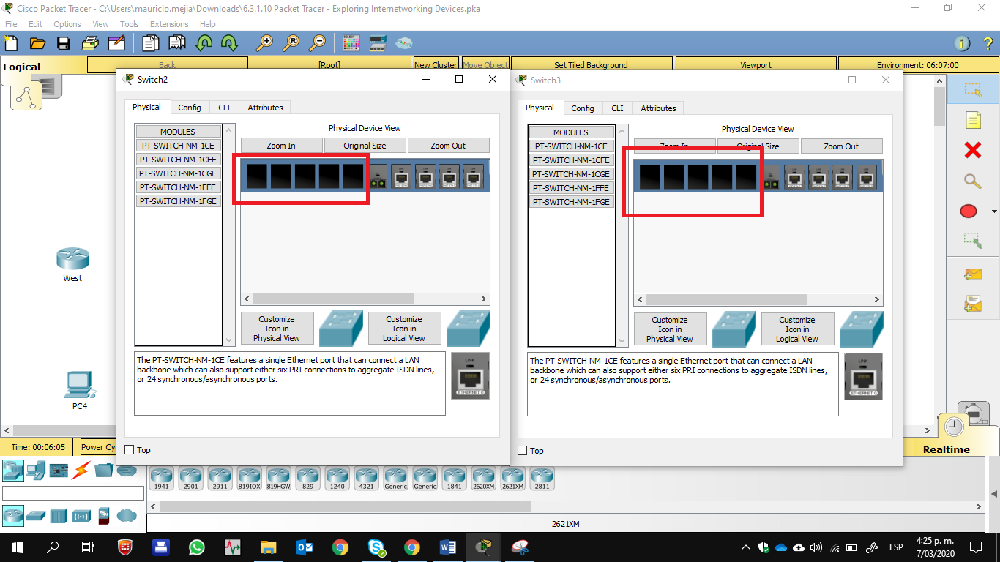 Cisco Packet Tracer - C:\Users\mauricio.mejia\Downloads\6.3.1.10 Packet Tracer - Exploring Internetworking Devices.pka
File Edit Options View Tools Extensions Help
Logical
Back
[Root]
New Cluster
Move Object
Set Tiled Background
Viewport
Environment: 06:07:00
West
PC4
Switch2
Physical Config CLI Attributes
MODULES
PT-SWITCH-NM-1CE
PT-SWITCH-NM-1CFE
PT-SWITCH-NM-1CGE
PT-SWITCH-NM-1FFE
PT-SWITCH-NM-1FGE
Physical Device View
Zoom In Original Size Zoom Out
Customize
Icon in
Physical View
Customize
Icon in
Logical View
The PT-SWITCH-NM-1CE features a single Ethernet port that can connect a LAN
backbone which can also support either six PRI connections to aggregate ISDN lines,
or 24 synchronous/asynchronous ports.
LINK
ETHERNET 0
Top
Switch3
Physical Config CLI Attributes
MODULES
PT-SWITCH-NM-1CE
PT-SWITCH-NM-1CFE
PT-SWITCH-NM-1CGE
PT-SWITCH-NM-1FFE
PT-SWITCH-NM-1FGE
Physical Device View
Zoom In Original Size Zoom Out
Customize
Icon in
Physical View
Customize
Icon in
Logical View
The PT-SWITCH-NM-1CE features a single Ethernet port that can connect a LAN
backbone which can also support either six PRI connections to aggregate ISDN lines,
or 24 synchronous/asynchronous ports.
LINK
ETHERNET 0
Top
Time: 00:06:05
Power Cy
Realtime
1941 2901 2911 819IOX 819HGW 829 1240 4321 Generic Generic 1841 2620XM 2621XM 2811
2621XM
ESP
4:25 p. m.
7/03/2020